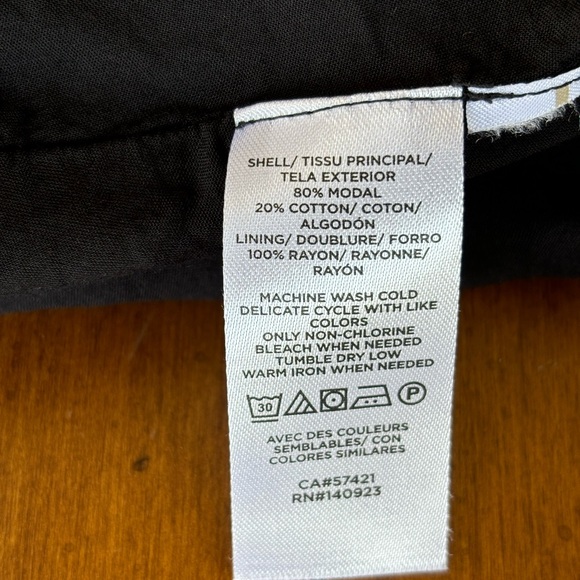 SHELL/ TISSU PRINCIPAL/
TELA EXTERIOR
80% MODAL
20% COTTON/ COTON/
ALGODÓN
LINING/ DOUBLURE/ FORRO
100% RAYON/ RAYONNE/
RAYÓN
MACHINE WASH COLD
DELICATE CYCLE WITH LIKE
COLORS
ONLY NON-CHLORINE
BLEACH WHEN NEEDED
TUMBLE DRY LOW
WARM IRON WHEN NEEDED
30 P
AVEC DES COULEURS
SEMBLABLES/ CON
COLORES SIMILARES
CA#57421
RN#140923